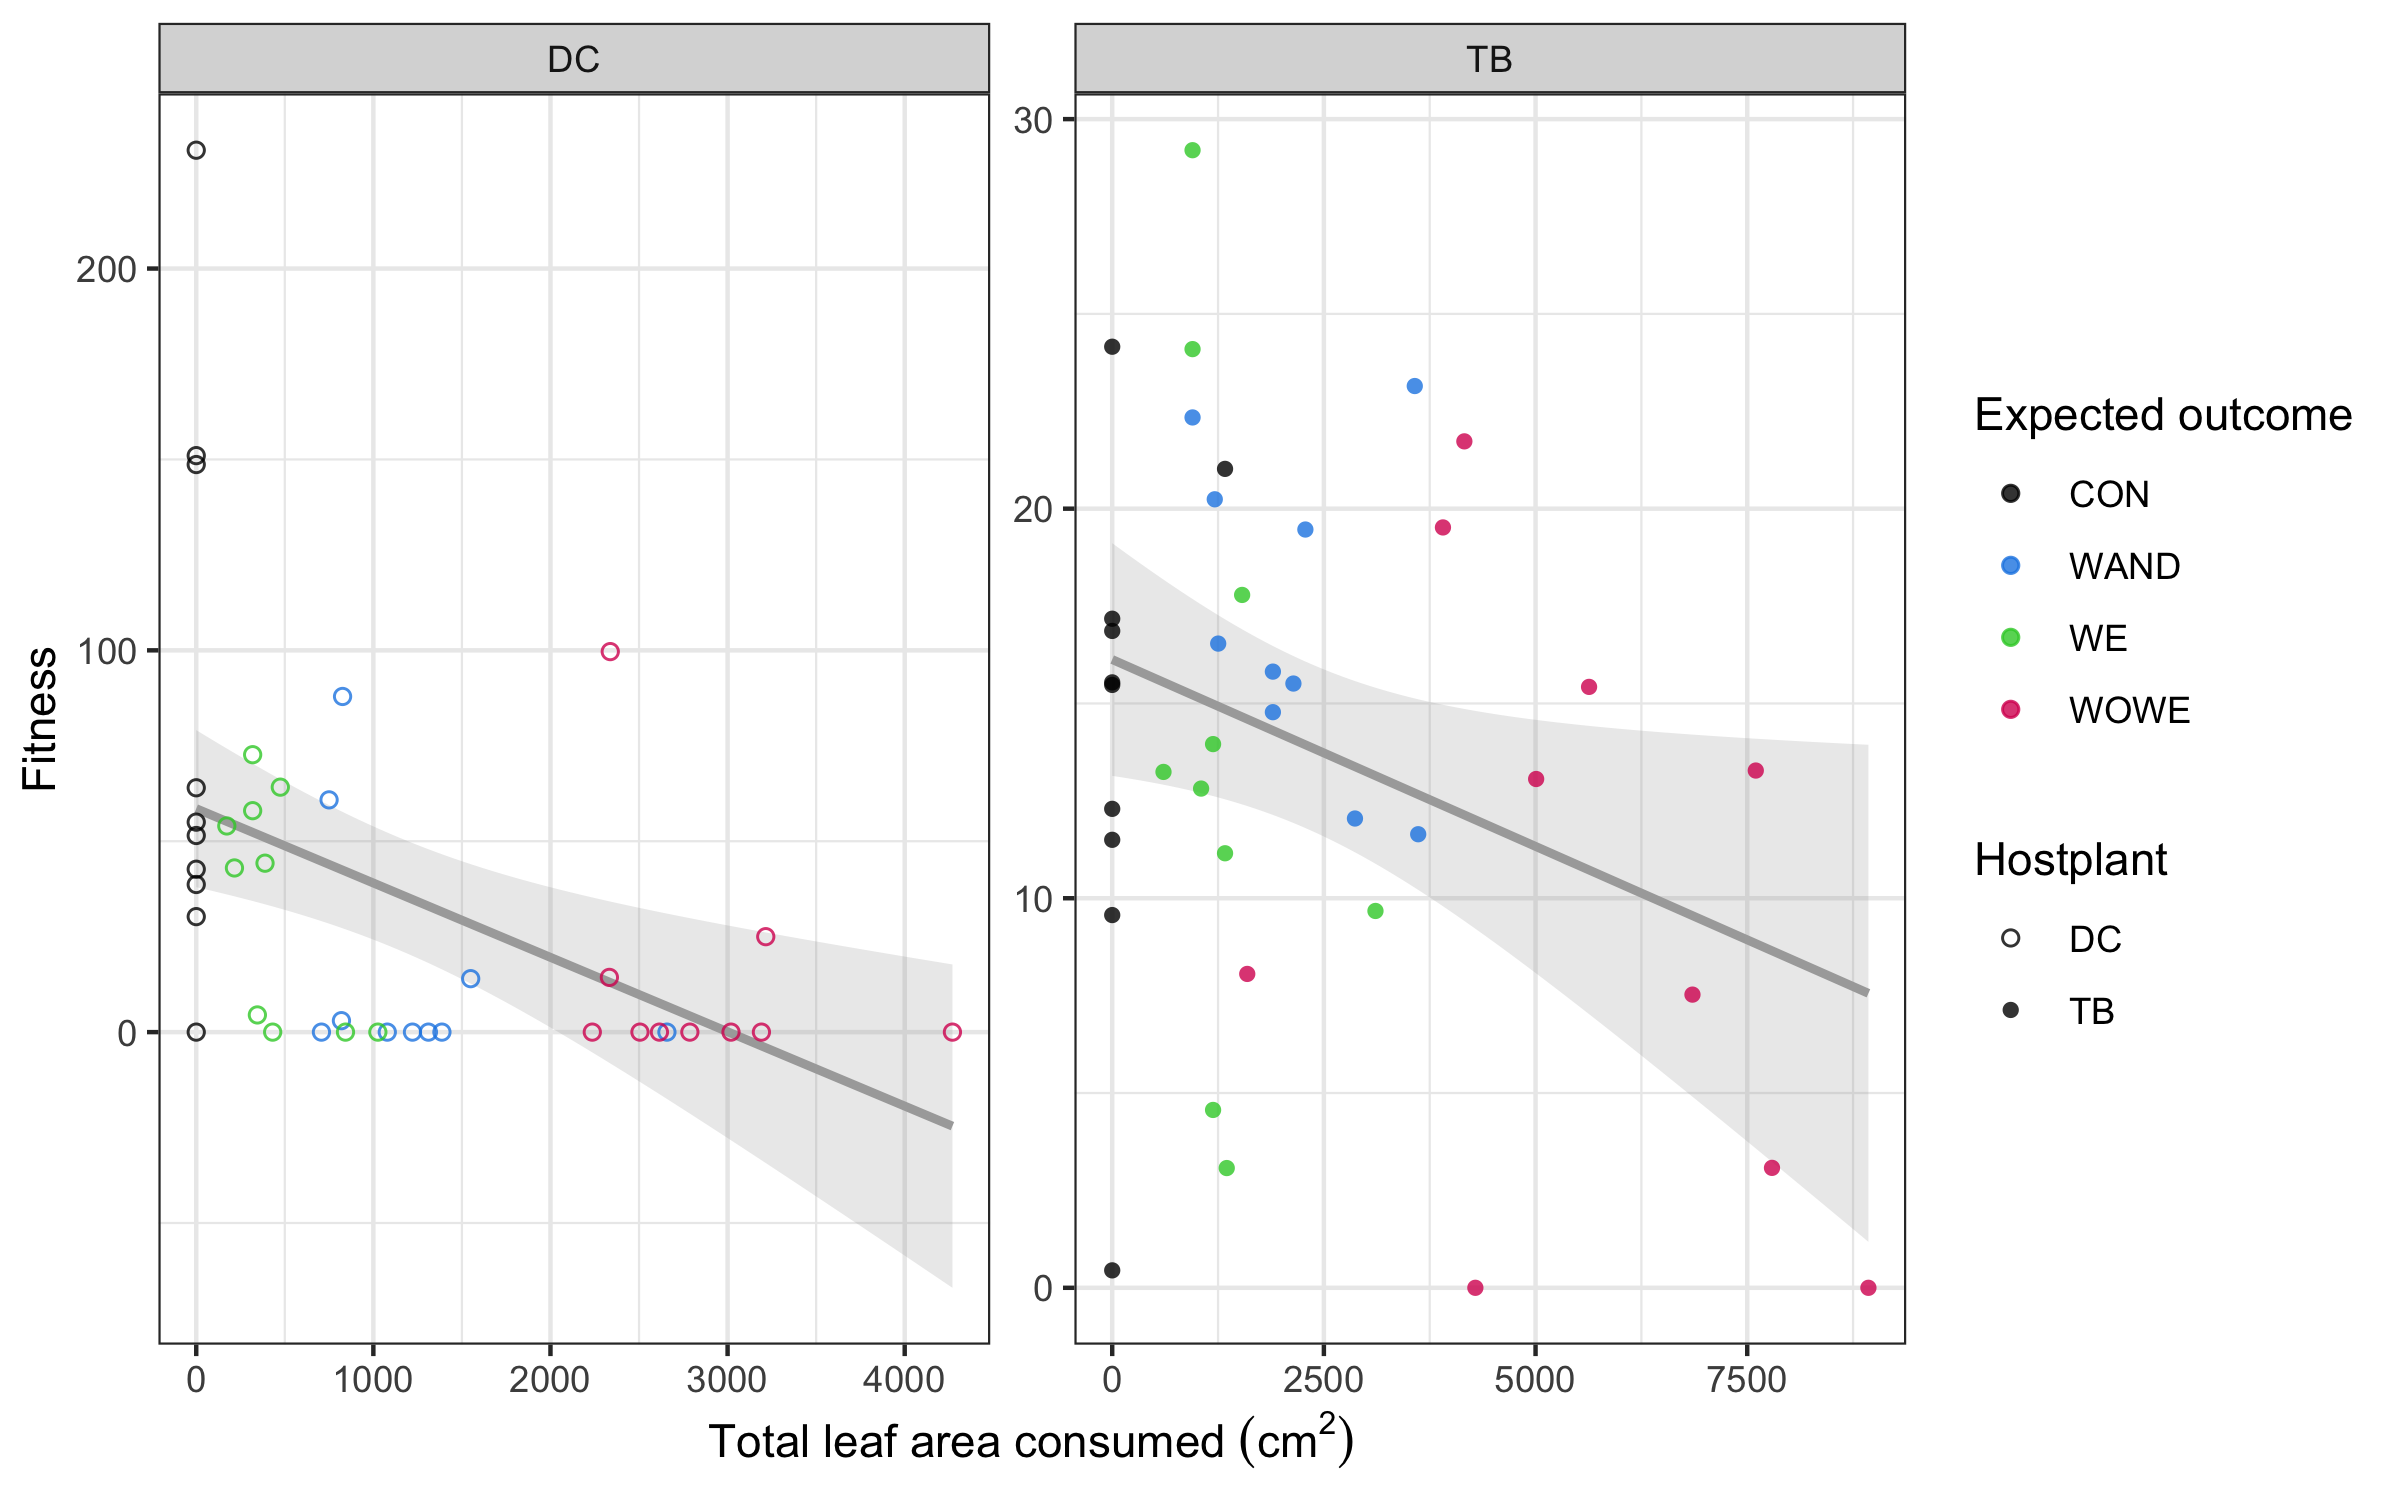 DC
TB
200
100
0
30
20
10
0
Fitness
0 1000 2000 3000 4000
0 2500 5000 7500
Total leaf area consumed (cm²)
Expected outcome
CON
WAND
WE
WOWE
Hostplant
DC
TB